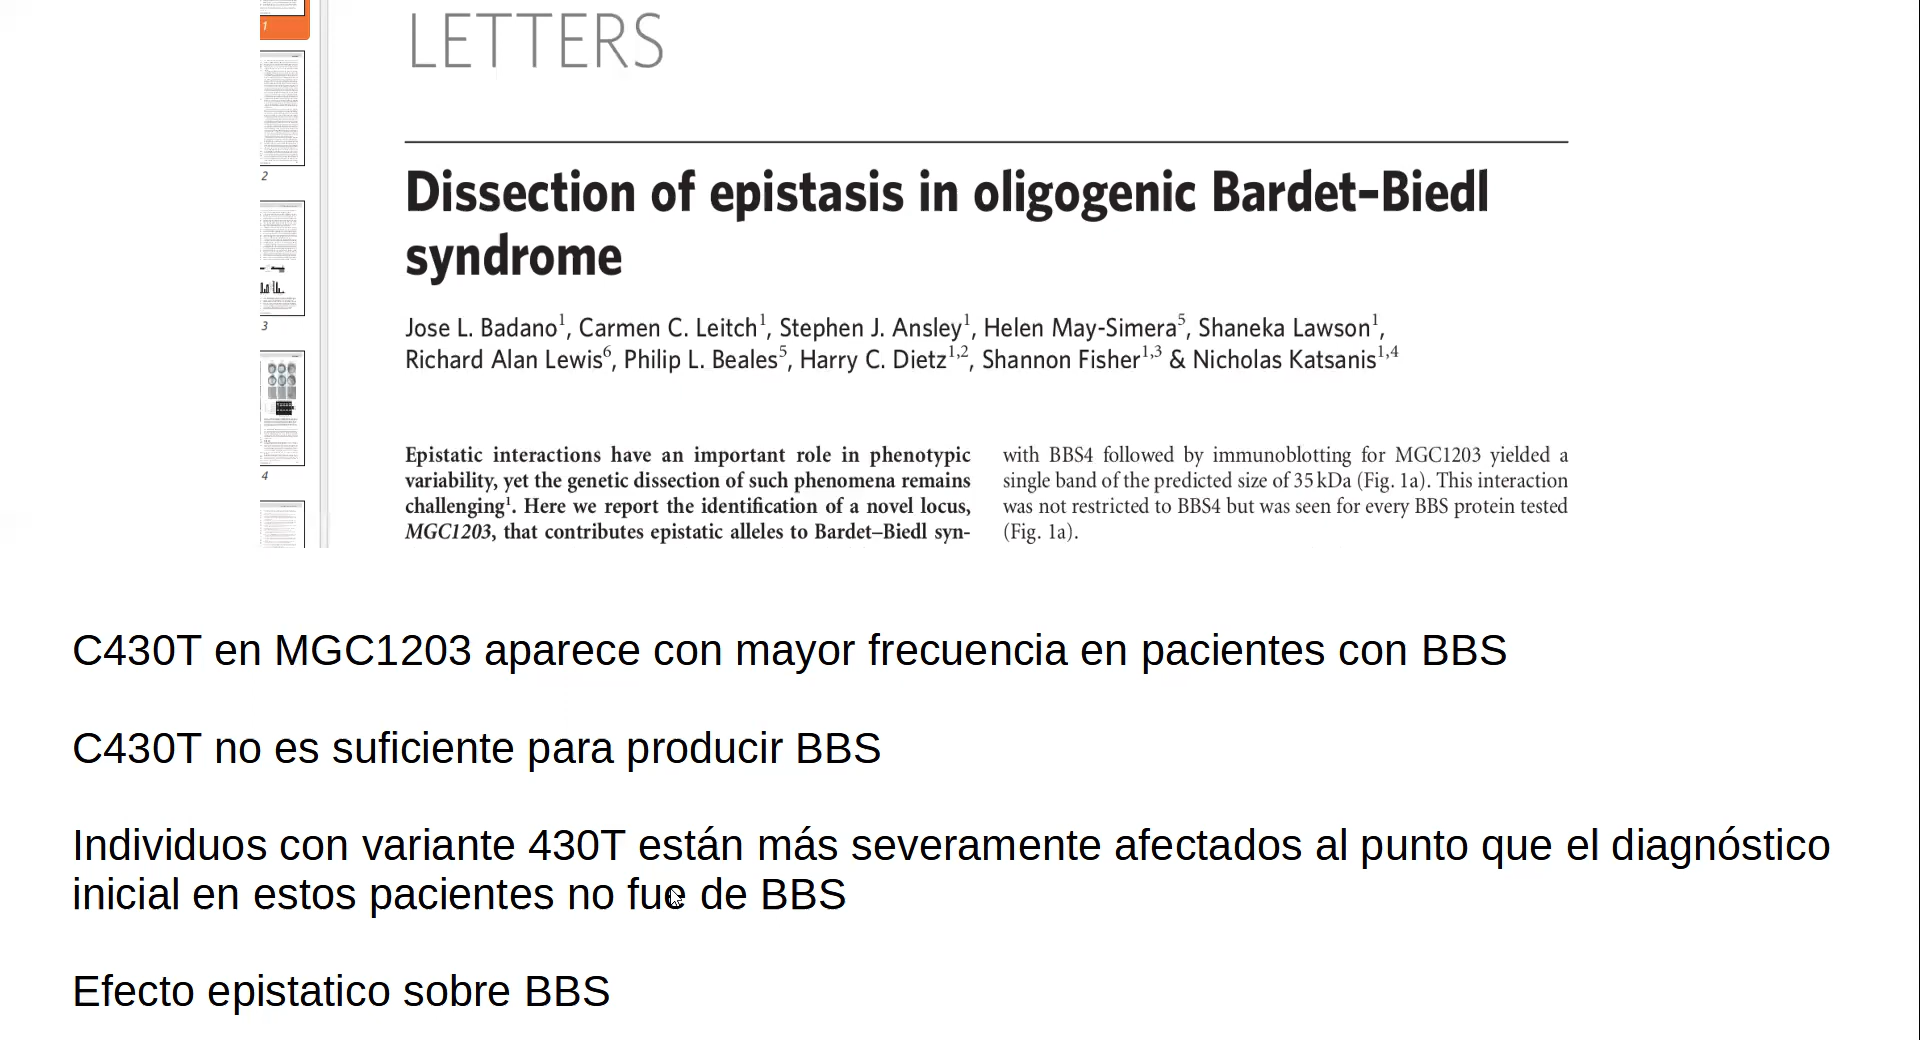 LETTERS
Dissection of epistasis in oligogenic Bardet–Biedl
syndrome
Jose L. Badano1, Carmen C. Leitch1, Stephen J. Ansley1, Helen May-Simera5, Shaneka Lawson1,
Richard Alan Lewis6, Philip L. Beales5, Harry C. Dietz1,2, Shannon Fisher1,3 & Nicholas Katsanis1,4
Epistatic interactions have an important role in phenotypic
variability, yet the genetic dissection of such phenomena remains
challenging1. Here we report the identification of a novel locus,
MGC1203, that contributes epistatic alleles to Bardet–Biedl syn-
with BBS4 followed by immunoblotting for MGC1203 yielded a
single band of the predicted size of 35 kDa (Fig. 1a). This interaction
was not restricted to BBS4 but was seen for every BBS protein tested
(Fig. 1a).
1
2
3
4
C430T en MGC1203 aparece con mayor frecuencia en pacientes con BBS
C430T no es suficiente para producir BBS
Individuos con variante 430T están más severamente afectados al punto que el diagnóstico
inicial en estos pacientes no fue de BBS
Efecto epistatico sobre BBS